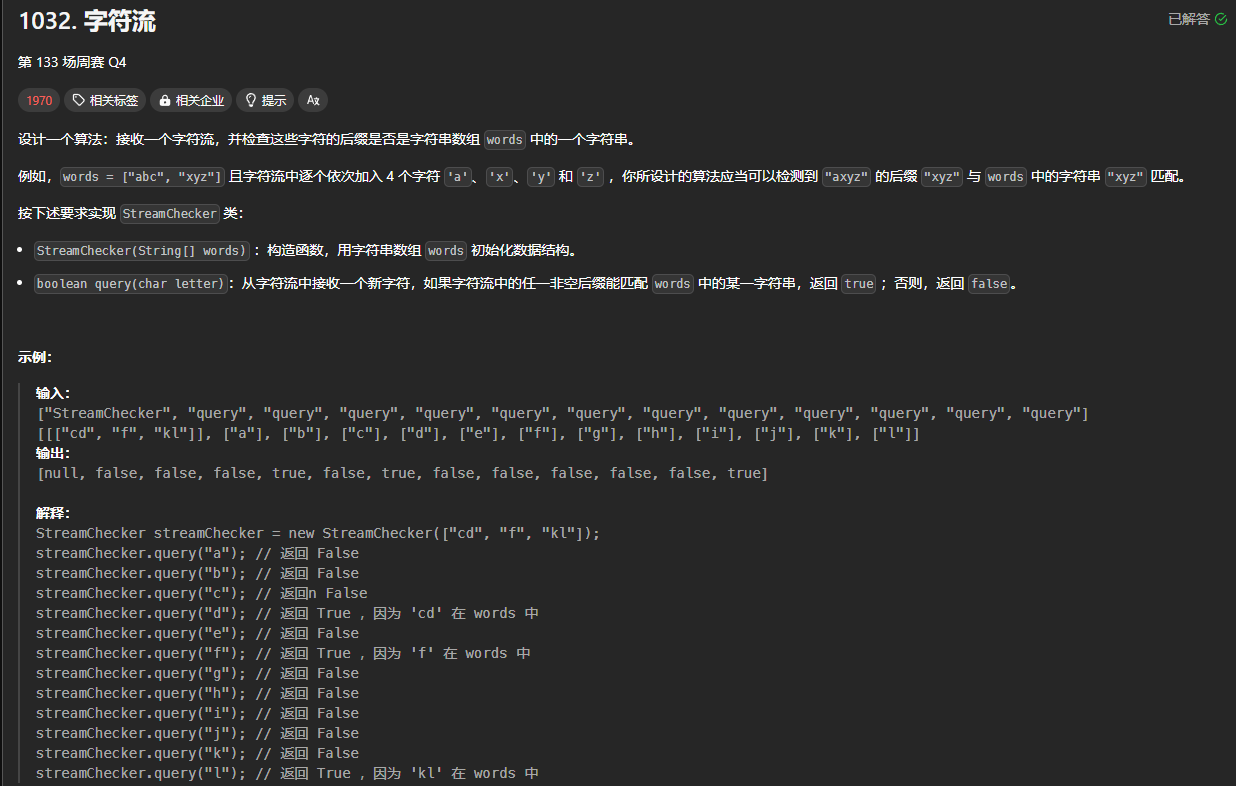 1032. 字符流
已解答
第 133 场周赛 Q4
1970 相关标签 相关企业 提示 Aあ
设计一个算法：接收一个字符流，并检查这些字符的后缀是否是字符串数组 words 中的一个字符串。
例如，words = ["abc", "xyz"] 且字符流中逐个依次加入 4 个字符 'a'、'x'、'y' 和 'z' ，你所设计的算法应当可以检测到 "axyz" 的后缀 "xyz" 与 words 中的字符串 "xyz" 匹配。
按下述要求实现 StreamChecker 类：
• StreamChecker(String[] words) ：构造函数，用字符串数组 words 初始化数据结构。
• boolean query(char letter)：从字符流中接收一个新字符，如果字符流中的任一非空后缀能匹配 words 中的某一字符串，返回 true ；否则，返回 false。
示例：
输入：
["StreamChecker", "query", "query", "query", "query", "query", "query", "query", "query", "query", "query", "query", "query"]
[[["cd", "f", "kl"]], ["a"], ["b"], ["c"], ["d"], ["e"], ["f"], ["g"], ["h"], ["i"], ["j"], ["k"], ["l"]]
输出：
[null, false, false, false, true, false, true, false, false, false, false, false, true]
解释：
StreamChecker streamChecker = new StreamChecker(["cd", "f", "kl"]);
streamChecker.query("a"); // 返回 False
streamChecker.query("b"); // 返回 False
streamChecker.query("c"); // 返回n False
streamChecker.query("d"); // 返回 True ，因为 'cd' 在 words 中
streamChecker.query("e"); // 返回 False
streamChecker.query("f"); // 返回 True ，因为 'f' 在 words 中
streamChecker.query("g"); // 返回 False
streamChecker.query("h"); // 返回 False
streamChecker.query("i"); // 返回 False
streamChecker.query("j"); // 返回 False
streamChecker.query("k"); // 返回 False
streamChecker.query("l"); // 返回 True ，因为 'kl' 在 words 中